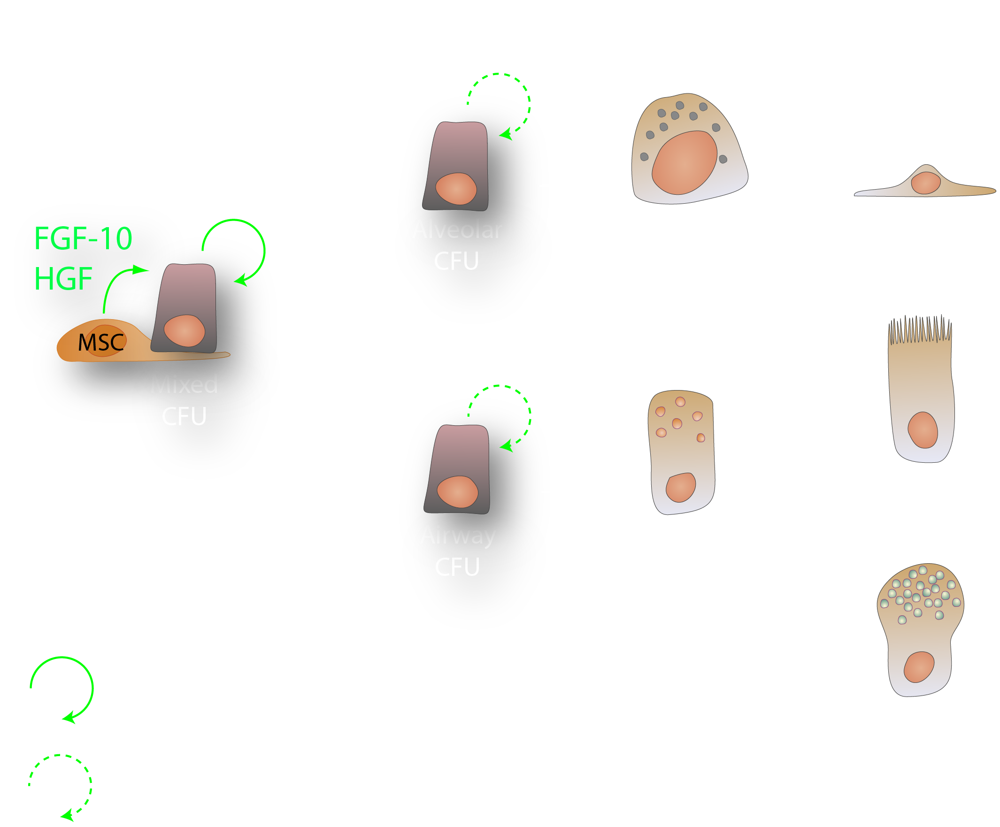 FGF-10
HGF
MSC
Mixed
CFU
Alveolar
CFU
Airway
CFU